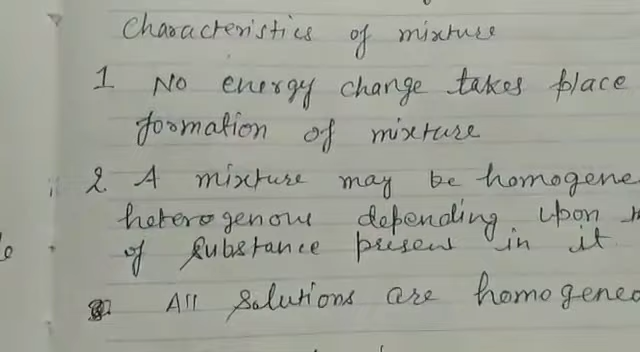 Characteristics of mixture
1 No energy change takes place
formation of mixture
2. A mixture may be homogene
heterogenous depending upon
of substance present in it
All Solutions are homogeneo